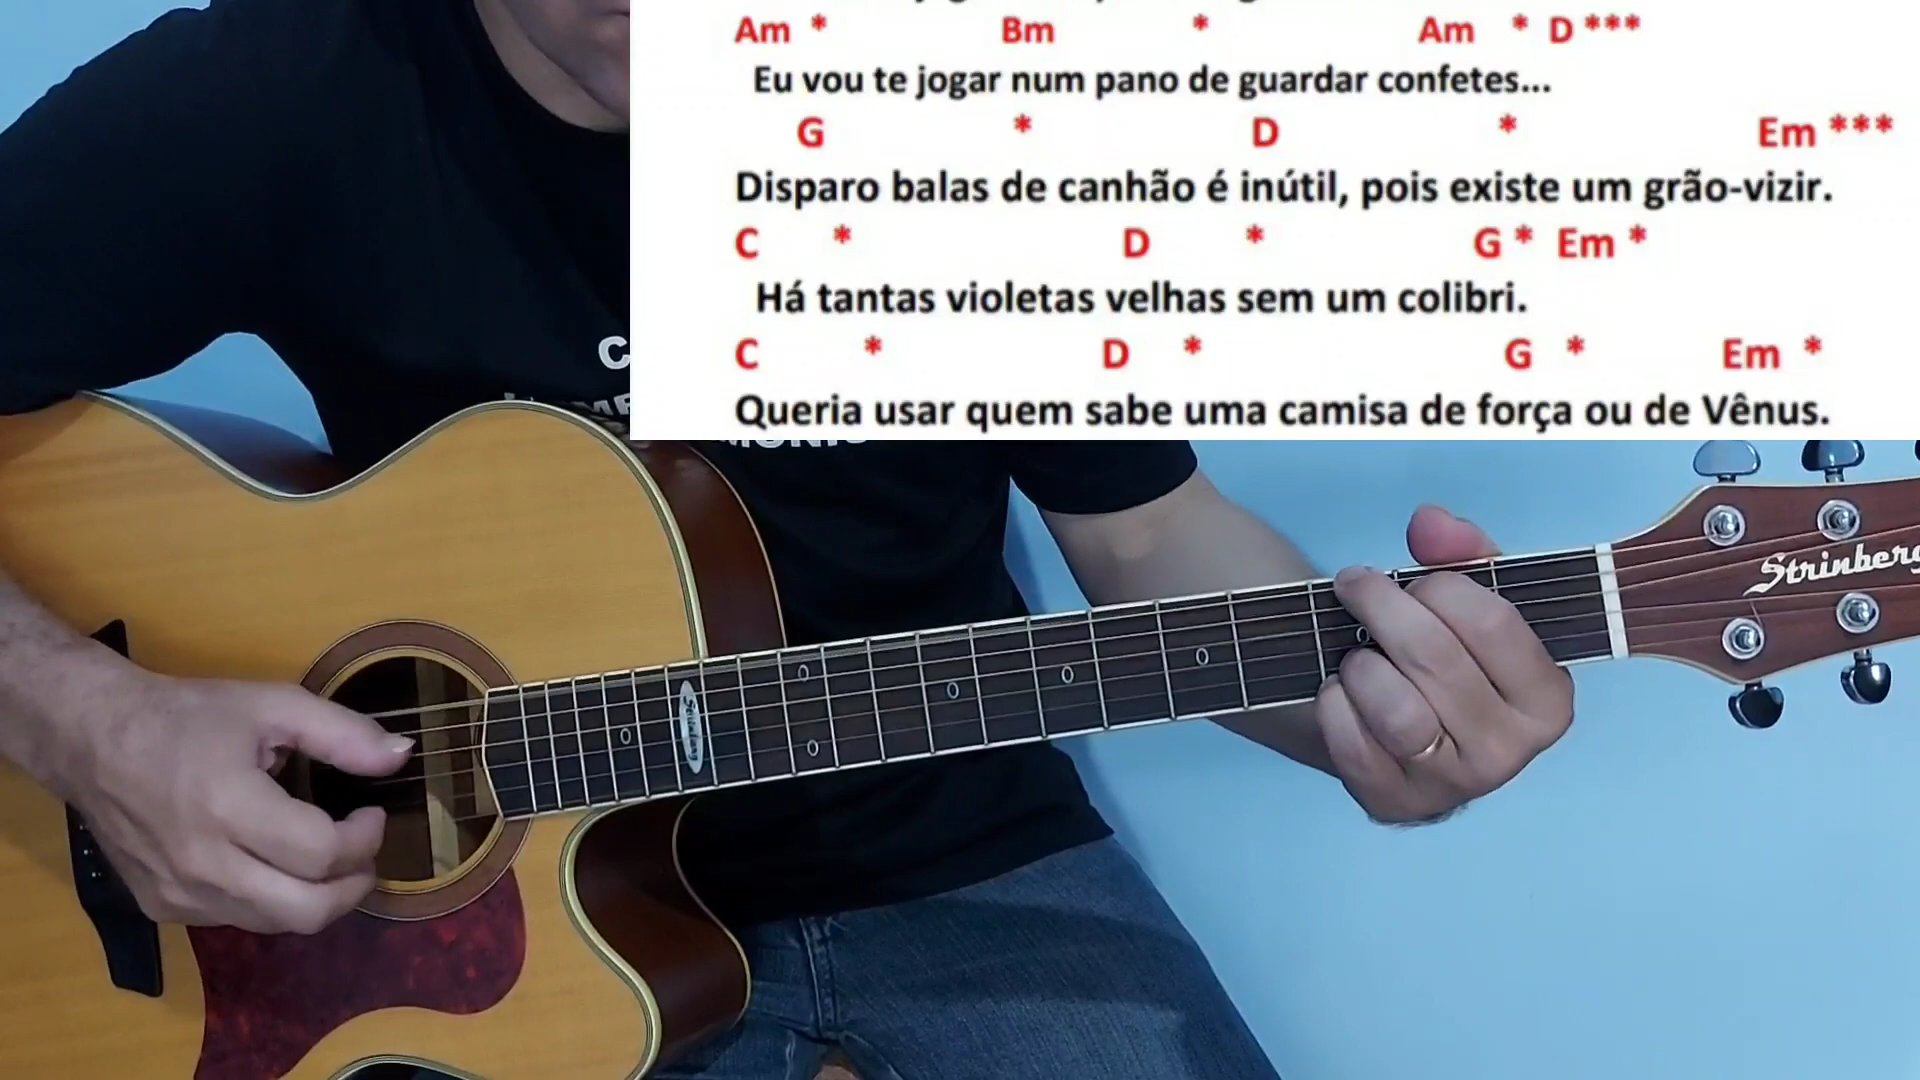 Am * Bm * Am * D ***
Eu vou te jogar num pano de guardar confetes...
G * D * Em ***
Disparo balas de canhão é inútil, pois existe um grão-vizir.
C * D * G * Em *
Há tantas violetas velhas sem um colibri.
C * D * G * Em *
Queria usar quem sabe uma camisa de força ou de Vênus.
Strinberg
Strinberg